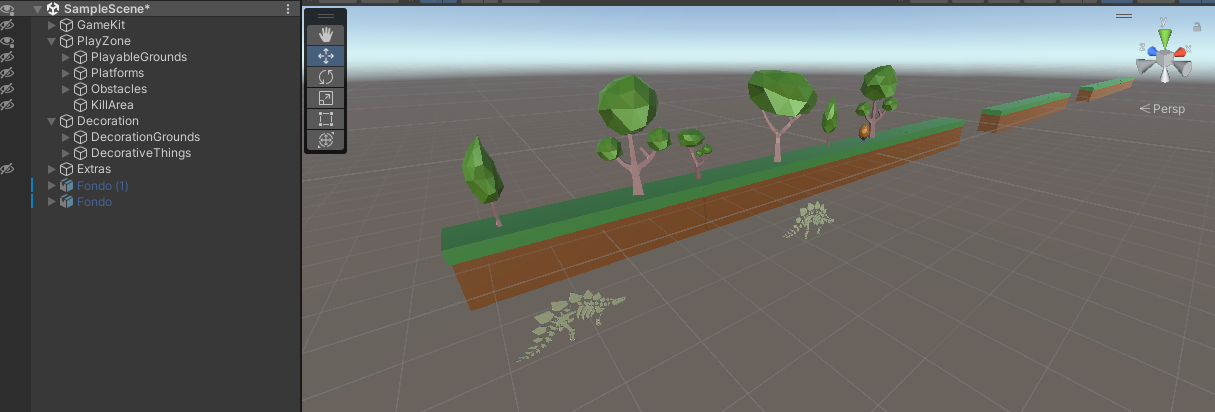 SampleScene*
GameKit
PlayZone
PlayableGrounds
Platforms
Obstacles
KillArea
Decoration
DecorationGrounds
DecorativeThings
Extras
Fondo (1)
Fondo
y
z
x
Persp